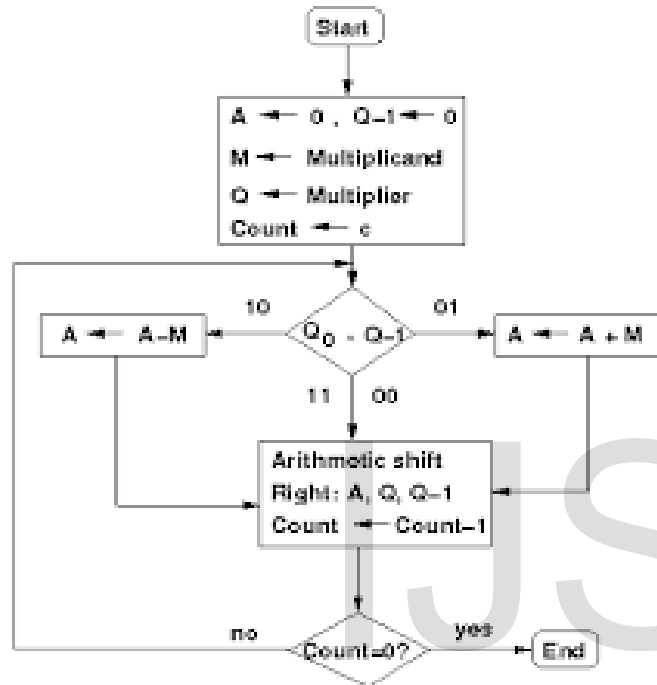 Start
A ← 0 , Q-1 ← 0
M ← Multiplicand
Q ← Multiplier
Count ← c
10
01
A ← A-M
Q0 - Q-1
A ← A + M
11
00
Arithmetic shift
Right: A, Q, Q-1
Count ← Count-1
no
Count=0?
yes
End
IJS